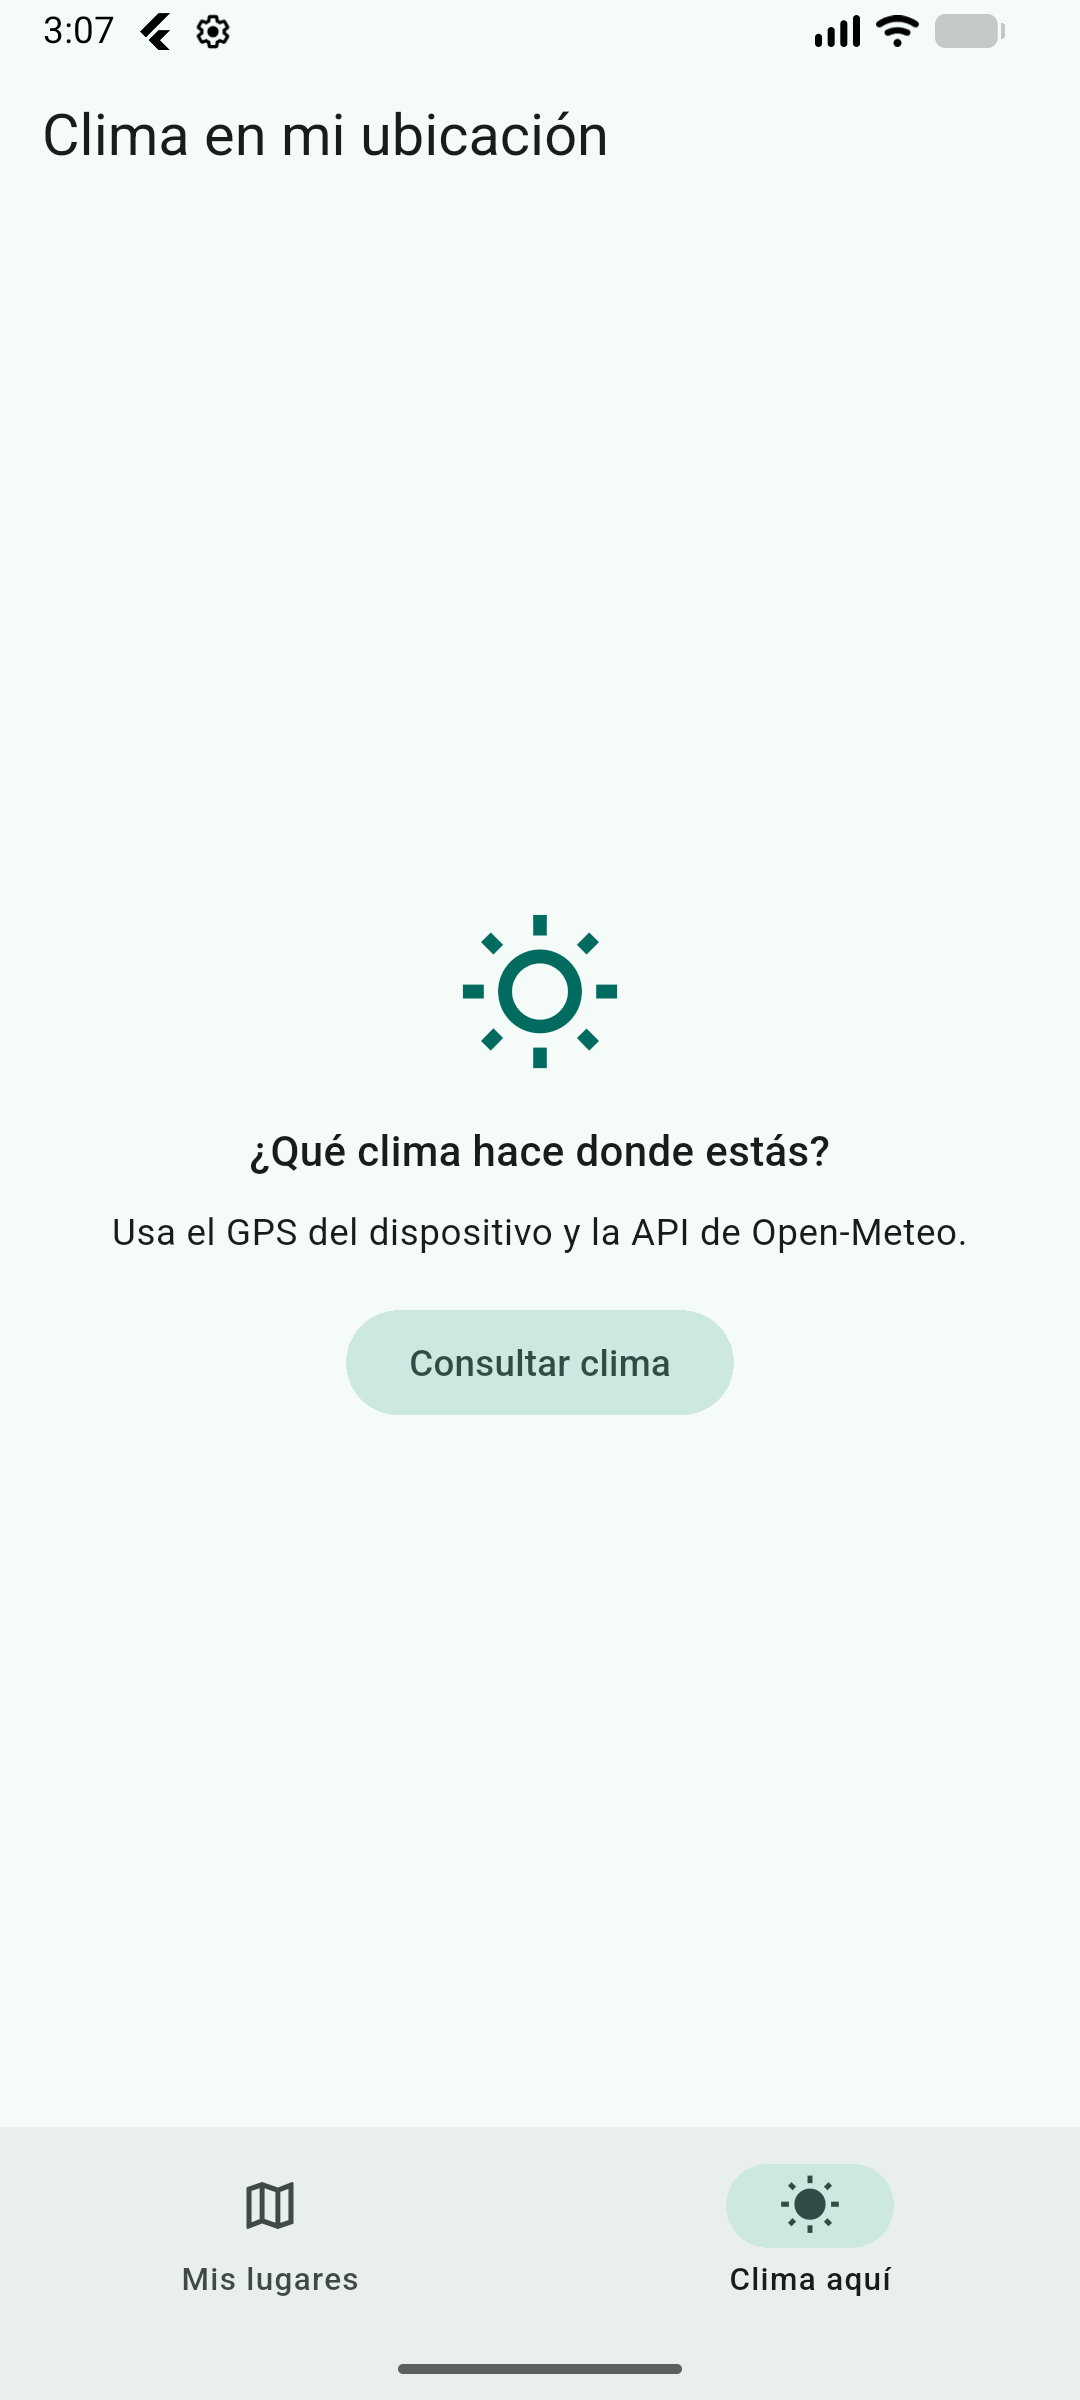 3:07
Clima en mi ubicación
¿Qué clima hace donde estás?
Usa el GPS del dispositivo y la API de Open-Meteo.
Consultar clima
Mis lugares
Clima aquí